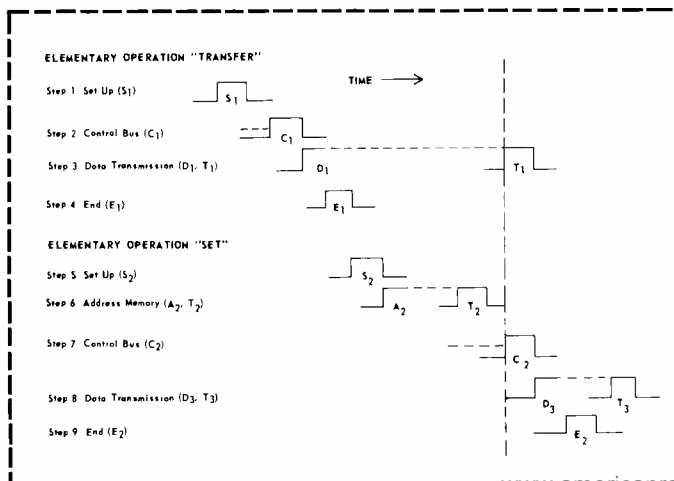 ELEMENTARY OPERATION "TRANSFER"
TIME
Step 1 Set Up (S1)
S1
Step 2 Control Bus (C1)
C1
Step 3 Data Transmission (D1, T1)
D1
T1
Step 4 End (E1)
E1
ELEMENTARY OPERATION "SET"
Step 5 Set Up (S2)
S2
Step 6 Address Memory (A2, T2)
A2
T2
Step 7 Control Bus (C2)
C2
Step 8 Data Transmission (D3, T3)
D3
T3
Step 9 End (E2)
E2